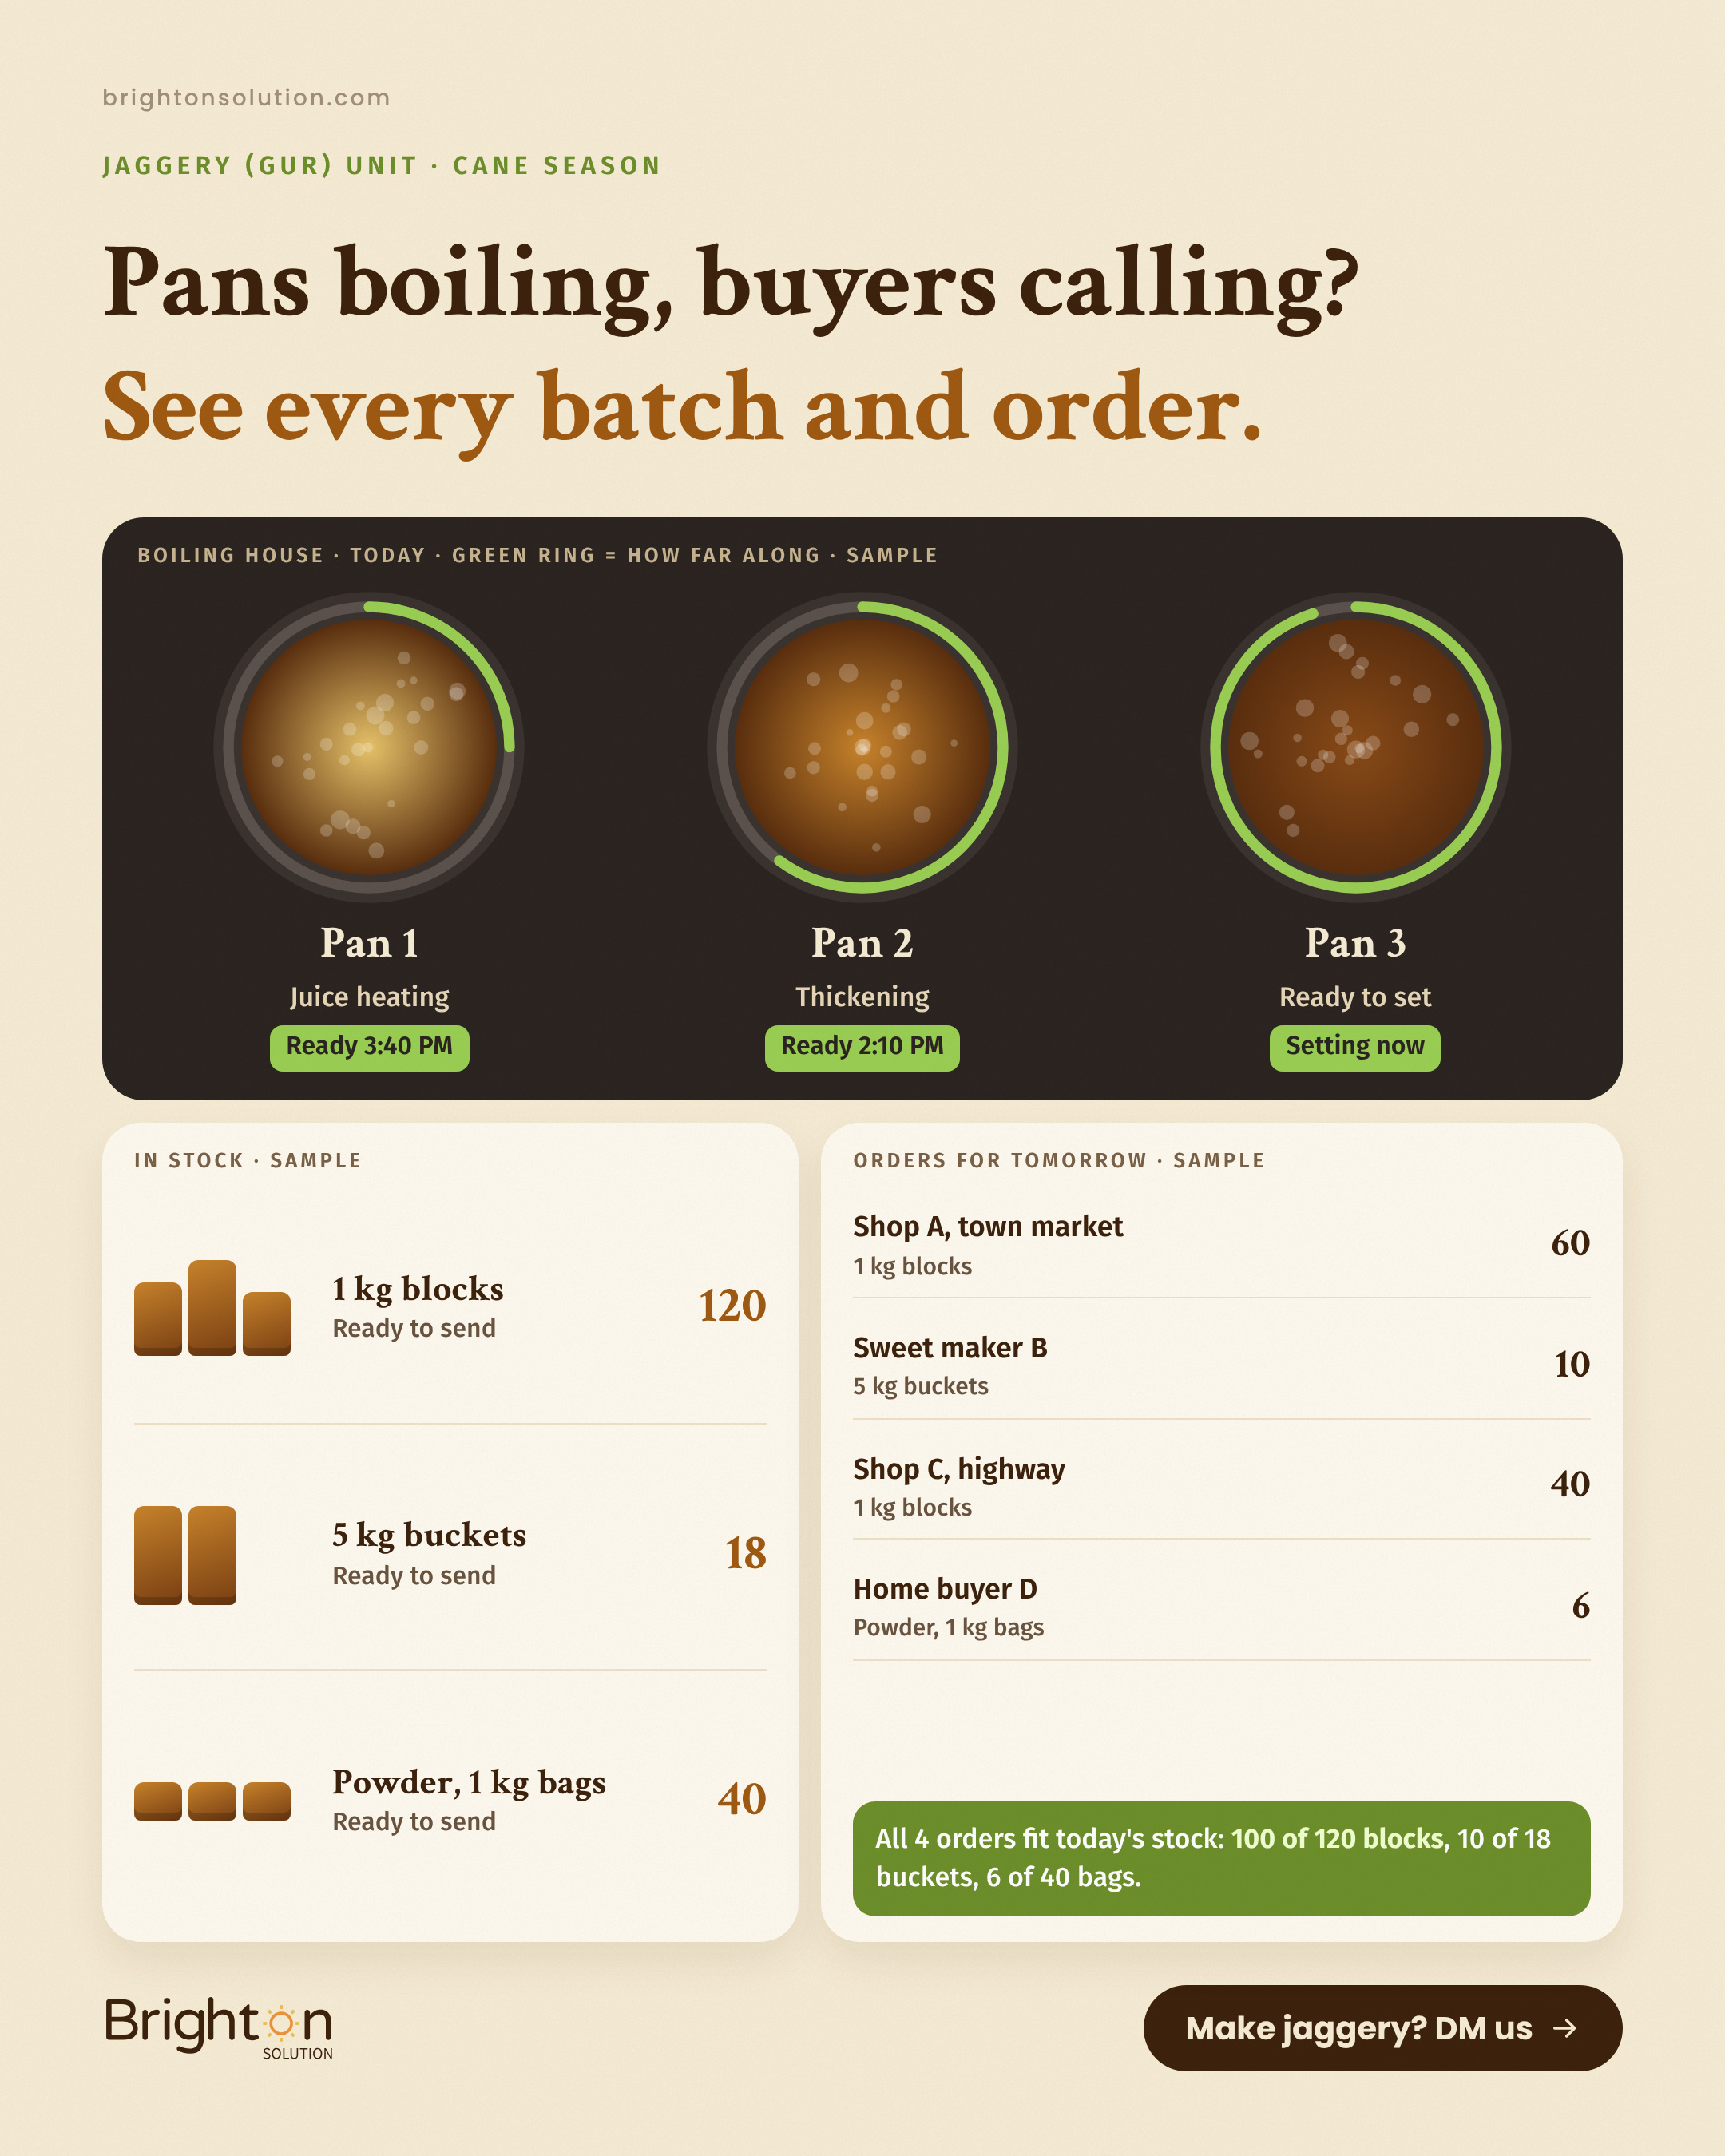 brightonsolution.com
JAGGERY (GUR) UNIT · CANE SEASON
Pans boiling, buyers calling?
See every batch and order.
BOILING HOUSE · TODAY · GREEN RING = HOW FAR ALONG · SAMPLE
Pan 1
Juice heating
Ready 3:40 PM
Pan 2
Thickening
Ready 2:10 PM
Pan 3
Ready to set
Setting now
IN STOCK · SAMPLE
1 kg blocks
Ready to send
120
5 kg buckets
Ready to send
18
Powder, 1 kg bags
Ready to send
40
ORDERS FOR TOMORROW · SAMPLE
Shop A, town market
1 kg blocks
60
Sweet maker B
5 kg buckets
10
Shop C, highway
1 kg blocks
40
Home buyer D
Powder, 1 kg bags
6
All 4 orders fit today's stock: 100 of 120 blocks, 10 of 18
buckets, 6 of 40 bags.
Brighton
SOLUTION
Make jaggery? DM us →